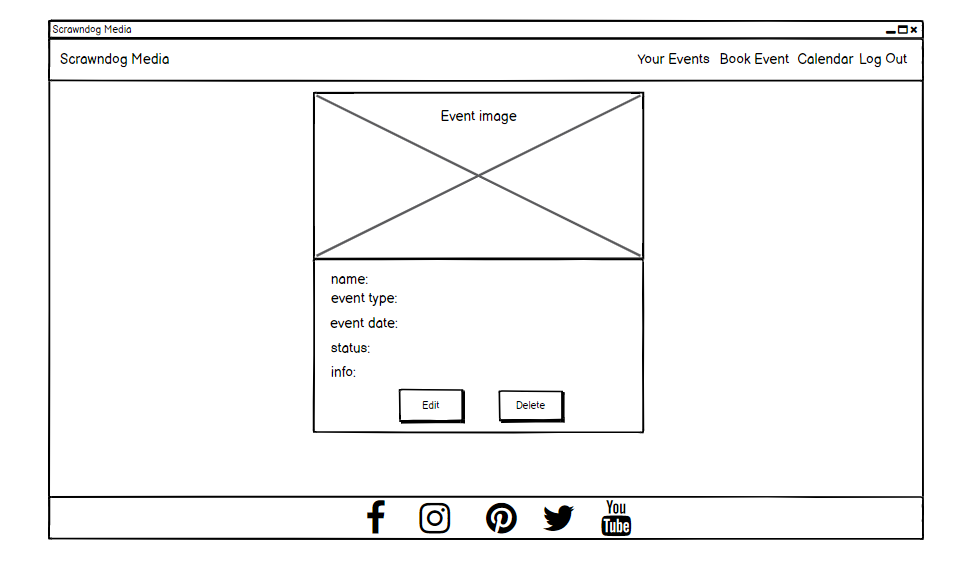 Scrawndog Media
Scrawndog Media Your Events Book Event Calendar Log Out
Event image
name:
event type:
event date:
status:
info:
Edit Delete
You Tube